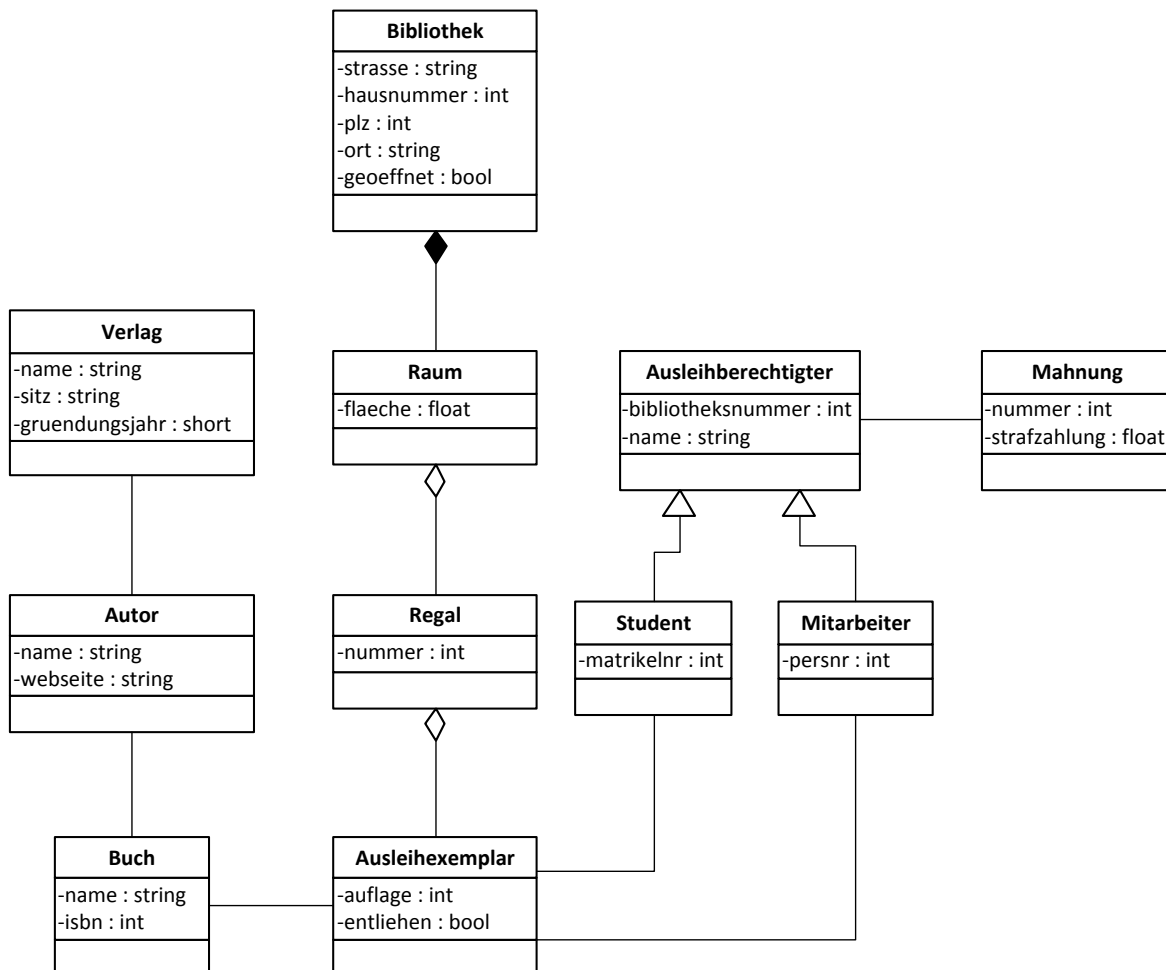 Bibliothek
-strasse : string
-hausnummer : int
-plz : int
-ort : string
-geoeffnet : bool
Verlag
-name : string
-sitz : string
-gruendungsjahr : short
Raum
-flaeche : float
Ausleihberechtigter
-bibliotheksnummer : int
-name : string
Mahnung
-nummer : int
-strafzahlung : float
Autor
-name : string
-webseite : string
Regal
-nummer : int
Student
-matrikelnr : int
Mitarbeiter
-persnr : int
Buch
-name : string
-isbn : int
Ausleihexemplar
-auflage : int
-entliehen : bool